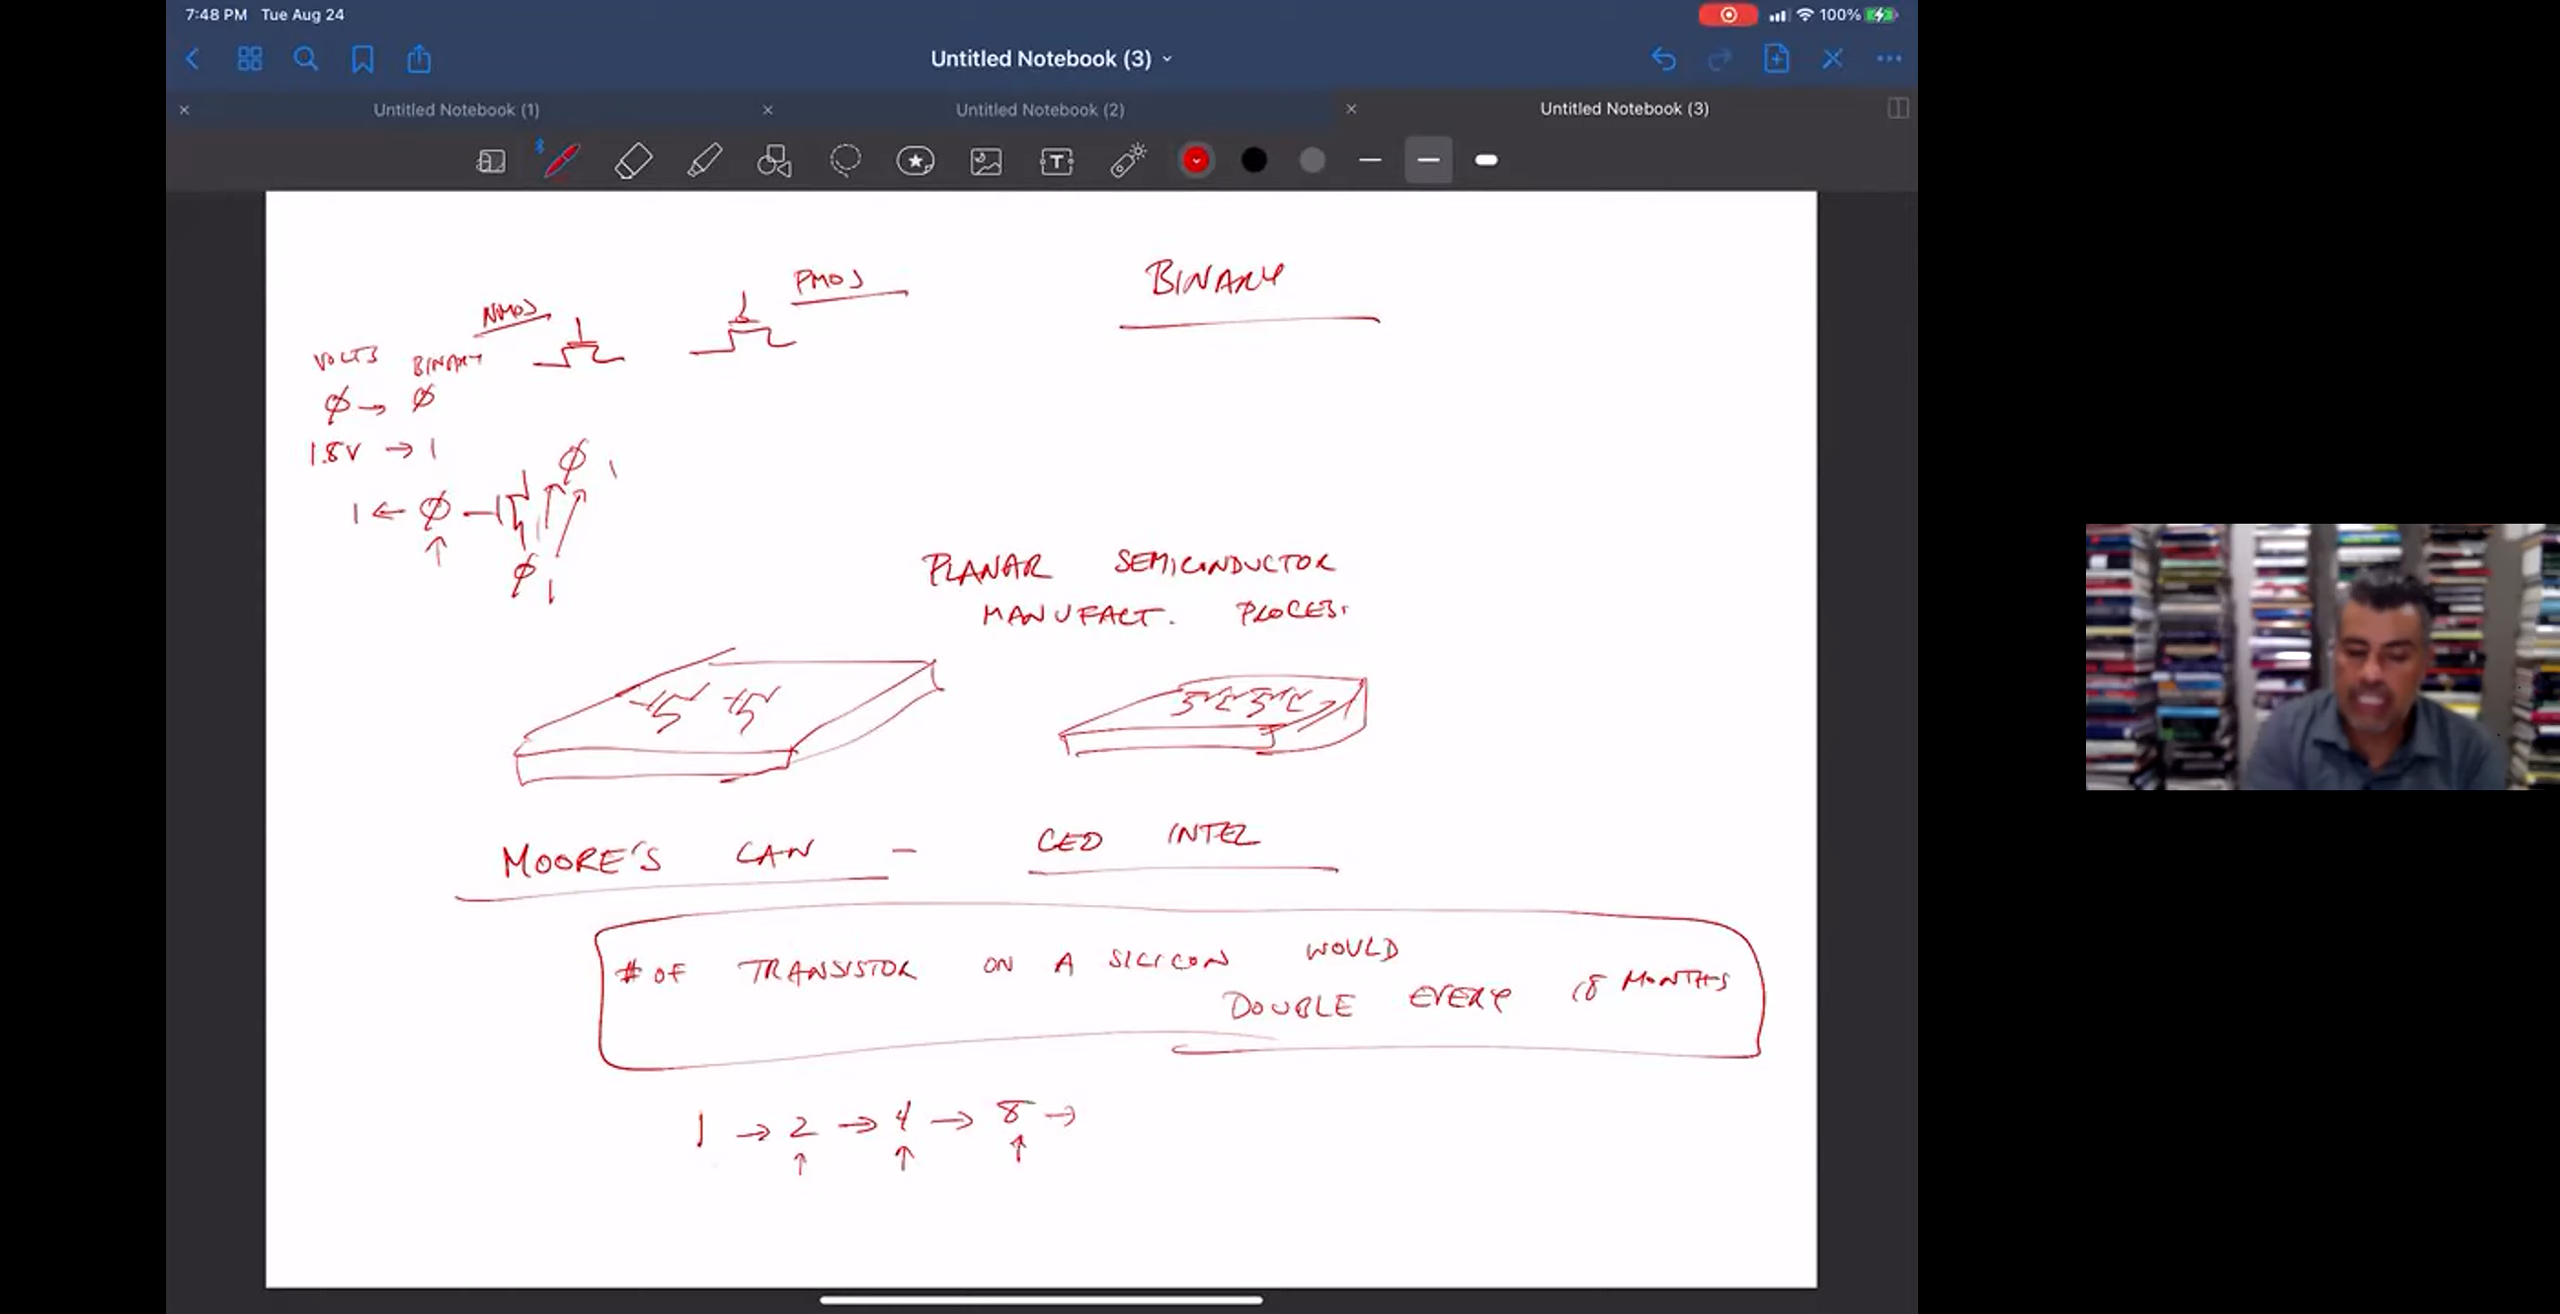 7:48 PM Tue Aug 24
100%
Untitled Notebook (3)
Untitled Notebook (1)
Untitled Notebook (2)
Untitled Notebook (3)
T
PMOS
BINARY
NMOS
VOLTS BINARY
∅ → ∅
1.8V → 1
∅ 1
1 ← ∅
∅ 1
PLANAR SEMICONDUCTOR
MANUFACT. PROCES
MOORE'S LAW - CEO INTEL
# OF TRANSISTOR ON A SILICON WOULD
DOUBLE EVERY 18 MONTHS
1 → 2 → 4 → 8 →